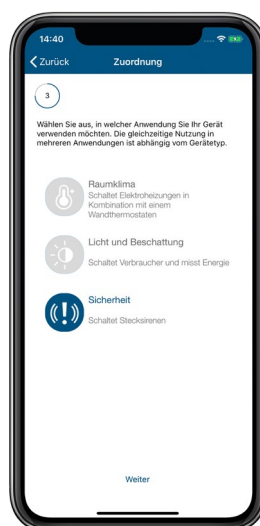 14:40
Zurück
Zuordnung
3
Wählen Sie aus, in welcher Anwendung Sie Ihr Gerät
verwenden möchten. Die gleichzeitige Nutzung in
mehreren Anwendungen ist abhängig vom Gerätetyp.
Raumklima
Schaltet Elektroheizungen in
Kombination mit einem
Wandthermostaten
Licht und Beschattung
Schaltet Verbraucher und misst Energie
Sicherheit
Schaltet Stecksirenen
Weiter